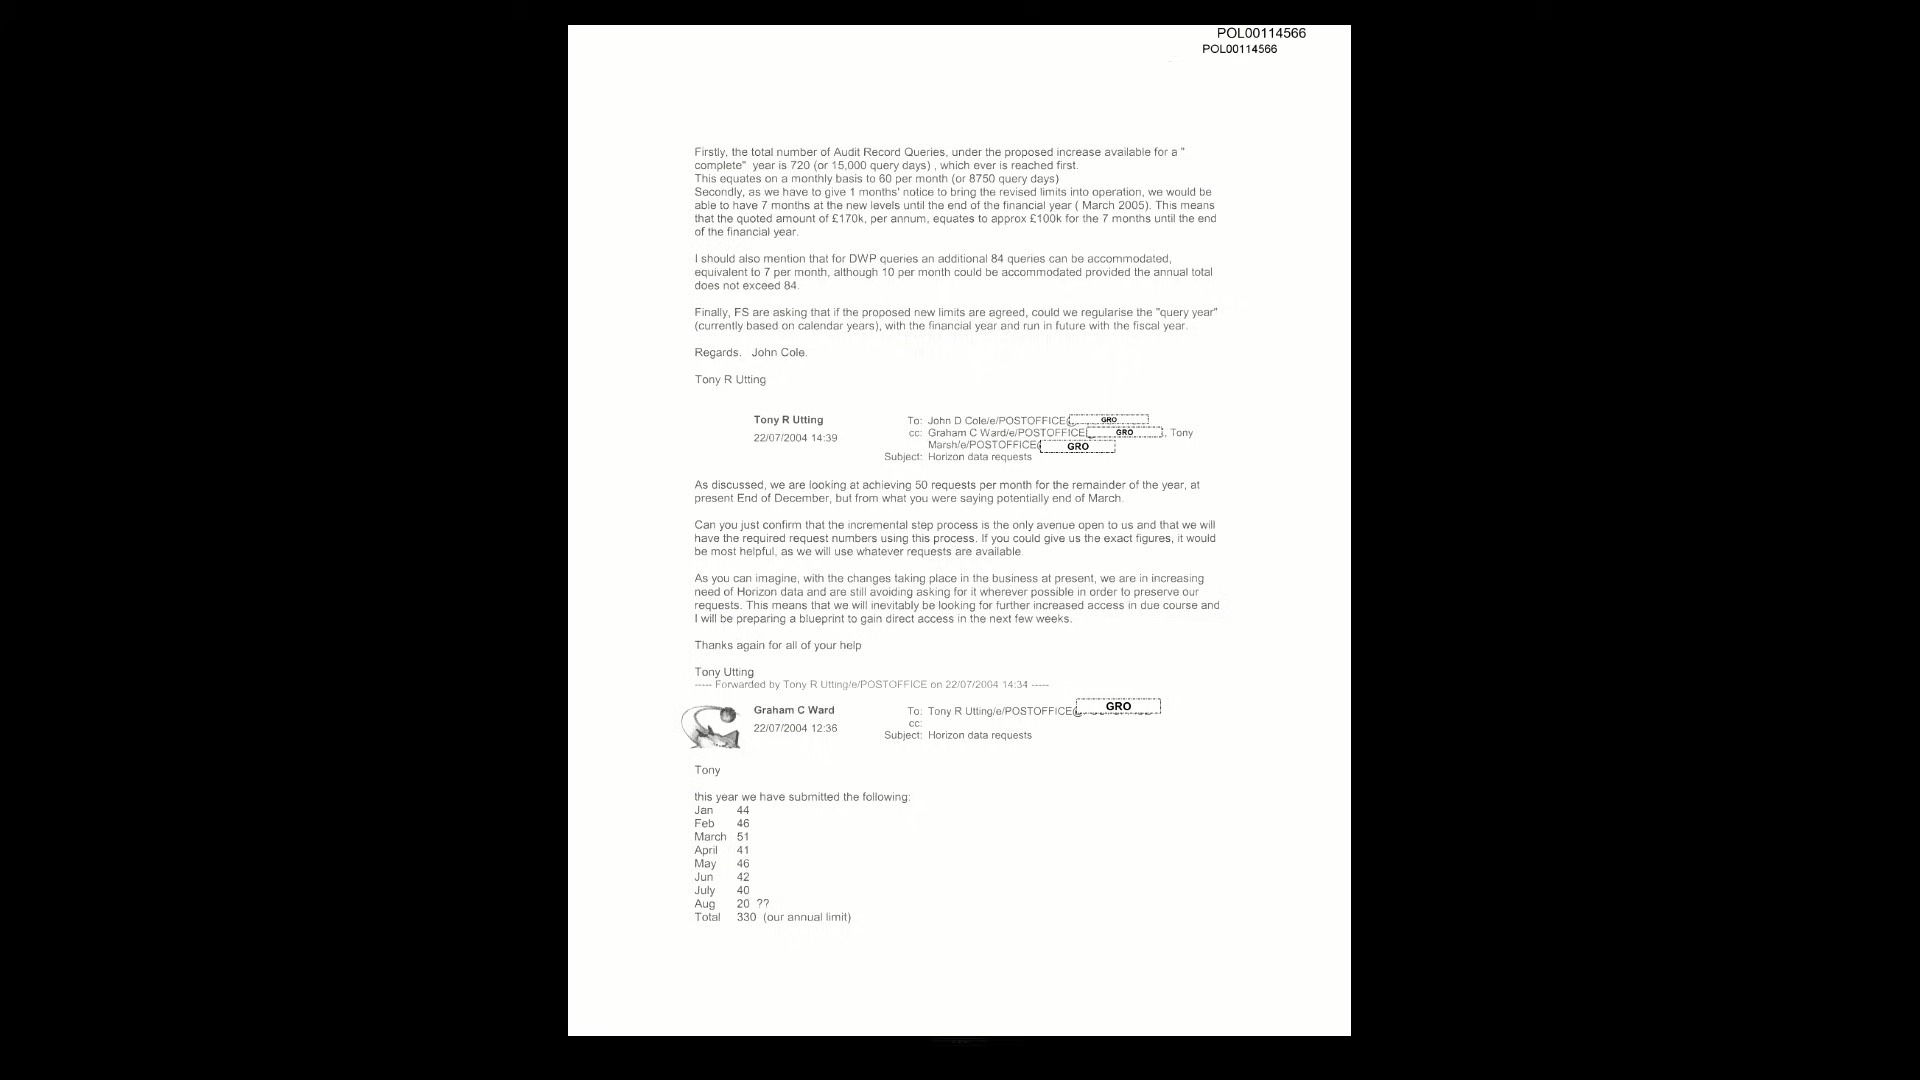 POL00114566
POL00114566
Firstly, the total number of Audit Record Queries, under the proposed increase available for a "
complete" year is 720 (or 15,000 query days) , which ever is reached first.
This equates on a monthly basis to 60 per month (or 8750 query days)
Secondly, as we have to give 1 months' notice to bring the revised limits into operation, we would be
able to have 7 months at the new levels until the end of the financial year ( March 2005). This means
that the quoted amount of £170k, per annum, equates to approx £100k for the 7 months until the end
of the financial year.
I should also mention that for DWP queries an additional 84 queries can be accommodated,
equivalent to 7 per month, although 10 per month could be accommodated provided the annual total
does not exceed 84.
Finally, FS are asking that if the proposed new limits are agreed, could we regularise the "query year"
(currently based on calendar years), with the financial year and run in future with the fiscal year.
Regards. John Cole.
Tony R Utting
Tony R Utting
22/07/2004 14:39
To: John D Cole/e/POSTOFFICE@ GRO
cc: Graham C Ward/e/POSTOFFICE GRO , Tony
Marsh/e/POSTOFFICE@ GRO
Subject: Horizon data requests
As discussed, we are looking at achieving 50 requests per month for the remainder of the year, at
present End of December, but from what you were saying potentially end of March.
Can you just confirm that the incremental step process is the only avenue open to us and that we will
have the required request numbers using this process. If you could give us the exact figures, it would
be most helpful, as we will use whatever requests are available.
As you can imagine, with the changes taking place in the business at present, we are in increasing
need of Horizon data and are still avoiding asking for it wherever possible in order to preserve our
requests. This means that we will inevitably be looking for further increased access in due course and
I will be preparing a blueprint to gain direct access in the next few weeks.
Thanks again for all of your help
Tony Utting
----- Forwarded by Tony R Utting/e/POSTOFFICE on 22/07/2004 14:34 -----
Graham C Ward
22/07/2004 12:36
To: Tony R Utting/e/POSTOFFICE@ GRO
cc:
Subject: Horizon data requests
Tony
this year we have submitted the following:
Jan 44
Feb 46
March 51
April 41
May 46
Jun 42
July 40
Aug 20 ??
Total 330 (our annual limit)